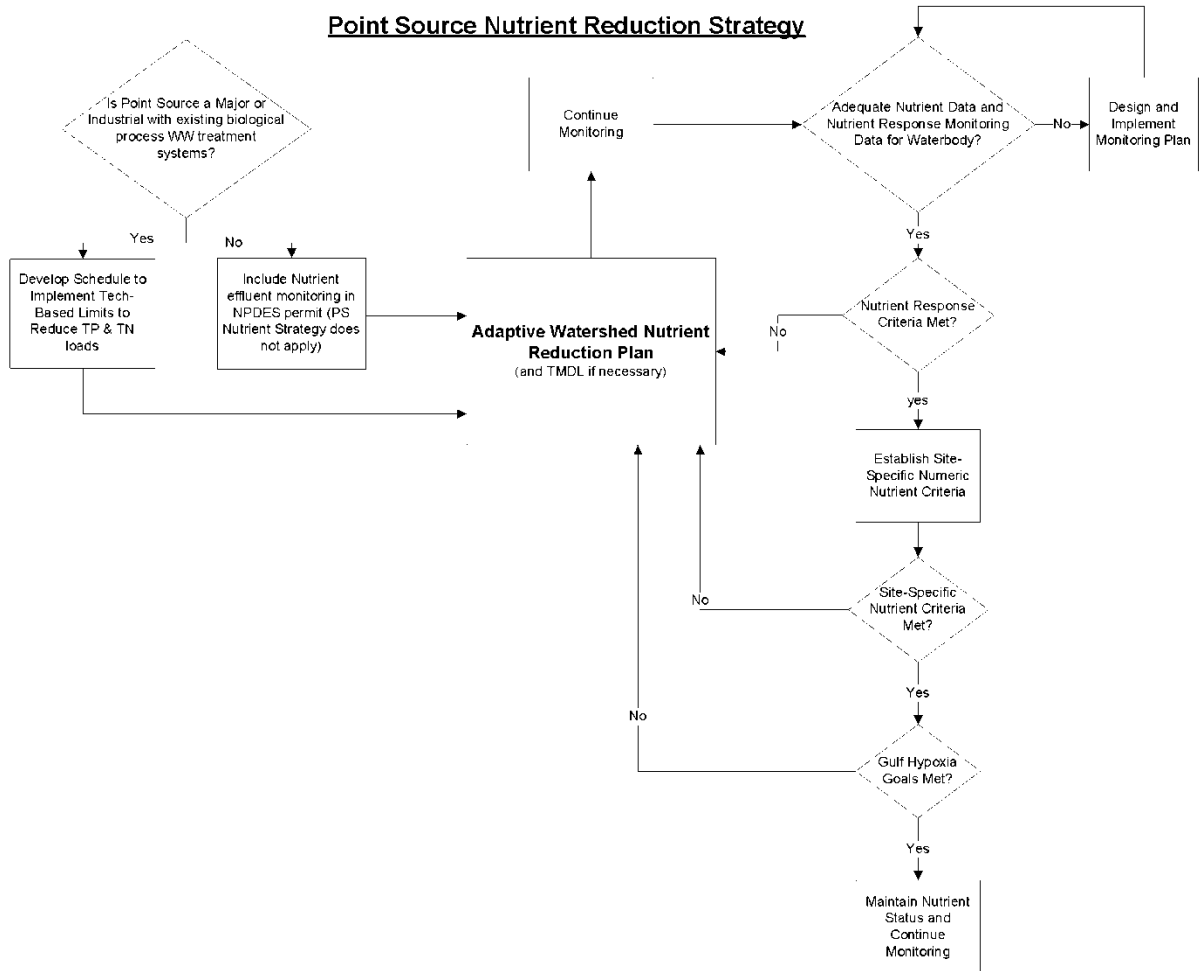 Point Source Nutrient Reduction Strategy
Is Point Source a Major or
Industrial with existing biological
process WW treatment
systems?
Yes
No
Develop Schedule to
Implement Tech-
Based Limits to
Reduce TP & TN
loads
Include Nutrient
effluent monitoring in
NPDES permit (PS
Nutrient Strategy does
not apply)
Continue
Monitoring
Adaptive Watershed Nutrient
Reduction Plan
(and TMDL if necessary)
Adequate Nutrient Data and
Nutrient Response Monitoring
Data for Waterbody?
No
Design and
Implement
Monitoring Plan
Yes
Nutrient Response
Criteria Met?
No
yes
Establish Site-
Specific Numeric
Nutrient Criteria
Site-Specific
Nutrient Criteria
Met?
No
Yes
Gulf Hypoxia
Goals Met?
No
Yes
Maintain Nutrient
Status and
Continue
Monitoring